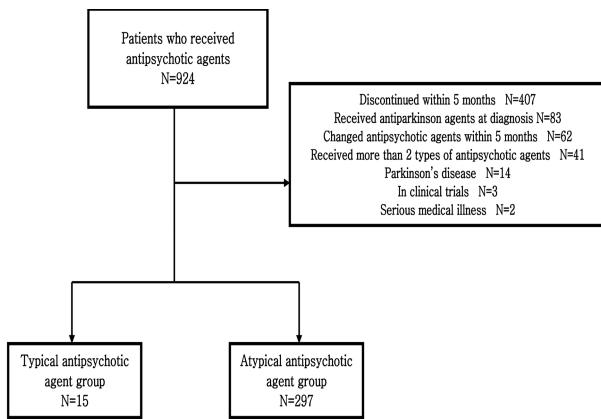 Patients who received
antipsychotic agents
N=924
Discontinued within 5 months N=407
Received antiparkinson agents at diagnosis N=83
Changed antipsychotic agents within 5 months N=62
Received more than 2 types of antipsychotic agents N=41
Parkinson's disease N=14
In clinical trials N=3
Serious medical illness N=2
Typical antipsychotic
agent group
N=15
Atypical antipsychotic
agent group
N=297